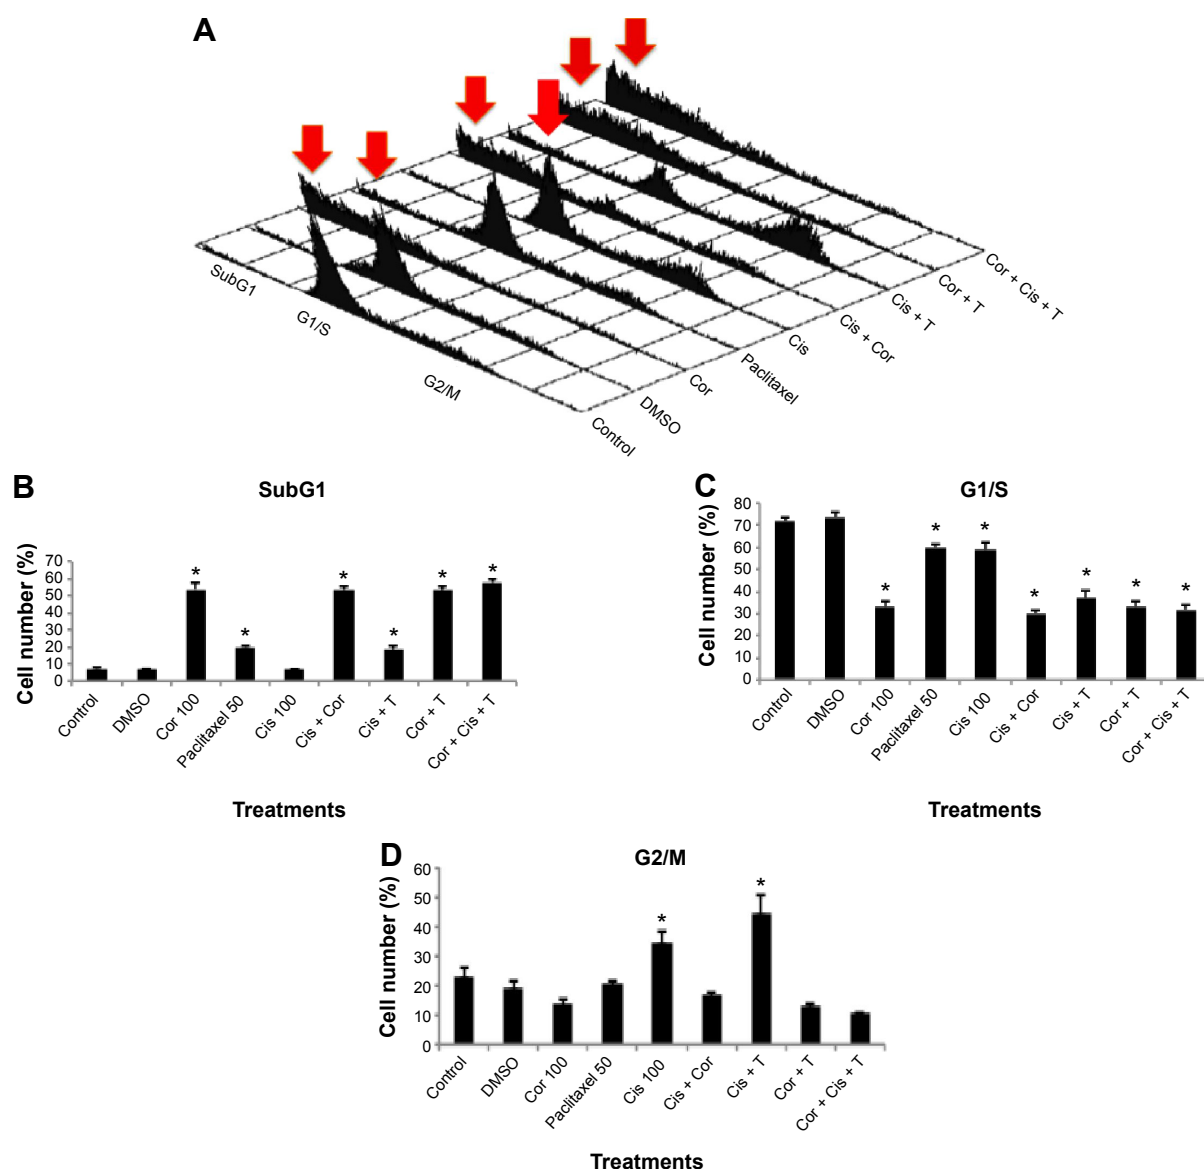 A
SubG1
G1/S
G2/M
Control
DMSO
Cor
Paclitaxel
Cis
Cis + Cor
Cis + T
Cor + T
Cor + Cis + T
B
SubG1
Cell number (%)
70
60
50
40
30
20
10
0
* * * * * *
Control
DMSO
Cor 100
Paclitaxel 50
Cis 100
Cis + Cor
Cis + T
Cor + T
Cor + Cis + T
Treatments
C
G1/S
Cell number (%)
80
70
60
50
40
30
20
10
0
* * * * * * *
Control
DMSO
Cor 100
Paclitaxel 50
Cis 100
Cis + Cor
Cis + T
Cor + T
Cor + Cis + T
Treatments
D
G2/M
Cell number (%)
60
50
40
30
20
10
0
* *
Control
DMSO
Cor 100
Paclitaxel 50
Cis 100
Cis + Cor
Cis + T
Cor + T
Cor + Cis + T
Treatments